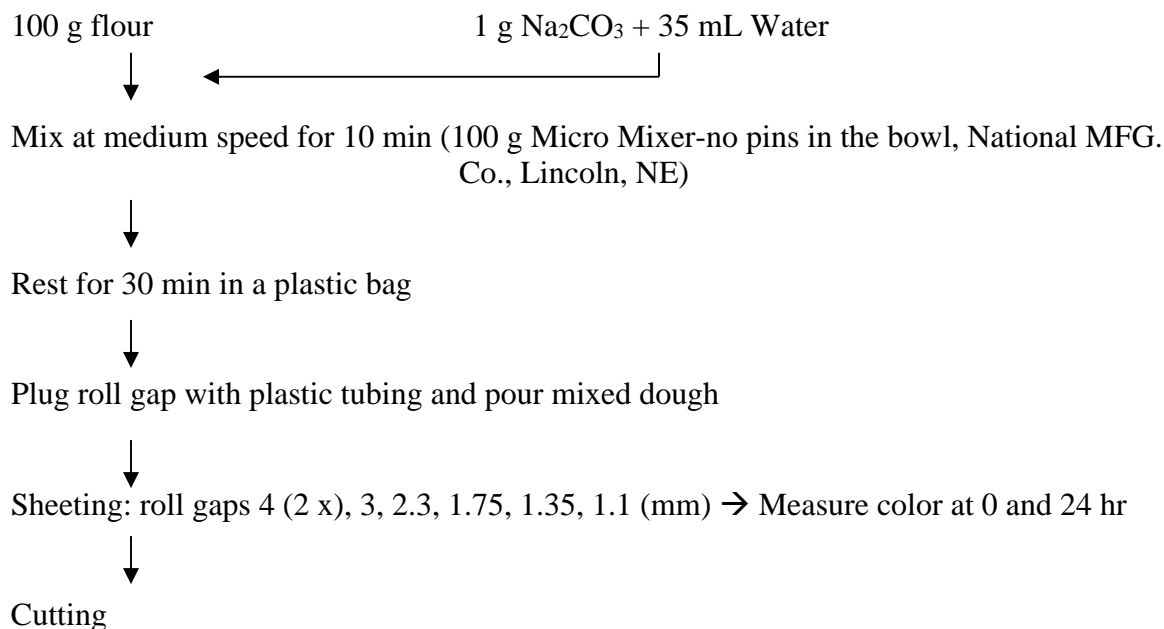 100 g flour 1 g Na₂CO₃ + 35 mL Water
Mix at medium speed for 10 min (100 g Micro Mixer-no pins in the bowl, National MFG.
Co., Lincoln, NE)
Rest for 30 min in a plastic bag
Plug roll gap with plastic tubing and pour mixed dough
Sheeting: roll gaps 4 (2 x), 3, 2.3, 1.75, 1.35, 1.1 (mm) → Measure color at 0 and 24 hr
Cutting